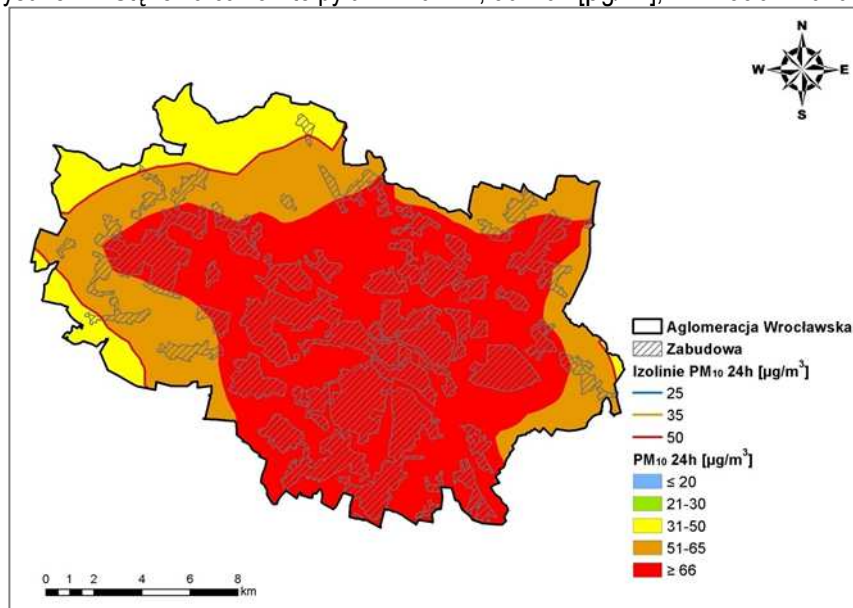 N
W E
S
Aglomeracja Wrocławska
Zabudowa
Izolinie PM₁₀ 24h [µg/m³]
25
35
50
PM₁₀ 24h [µg/m³]
≤ 20
21-30
31-50
51-65
≥ 66
0 1 2 4 6 8
km